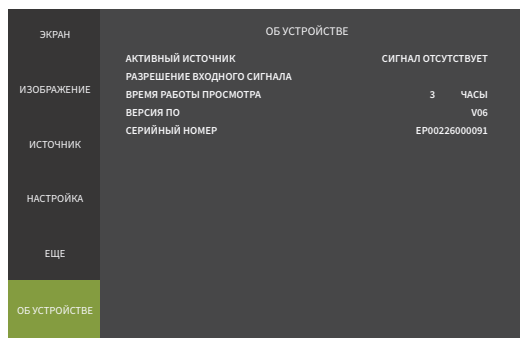 ЭКРАН
ИЗОБРАЖЕНИЕ
ИСТОЧНИК
НАСТРОЙКА
ЕЩЕ
ОБ УСТРОЙСТВЕ
ОБ УСТРОЙСТВЕ
АКТИВНЫЙ ИСТОЧНИК СИГНАЛ ОТСУТСТВУЕТ
РАЗРЕШЕНИЕ ВХОДНОГО СИГНАЛА
ВРЕМЯ РАБОТЫ ПРОСМОТРА 3 ЧАСЫ
ВЕРСИЯ ПО V06
СЕРИЙНЫЙ НОМЕР EP00226000091